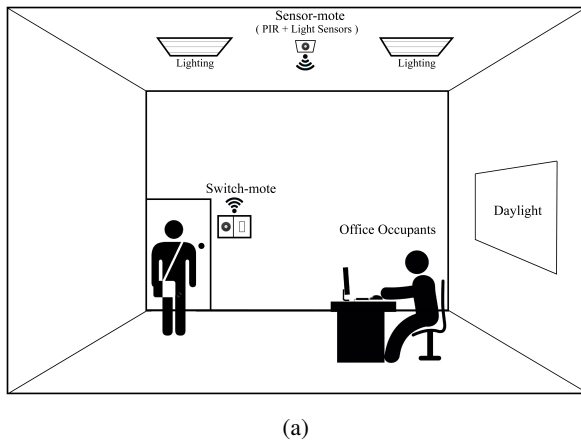 Sensor-mote
( PIR + Light Sensors )
Lighting
Lighting
Switch-mote
Office Occupants
Daylight
(a)